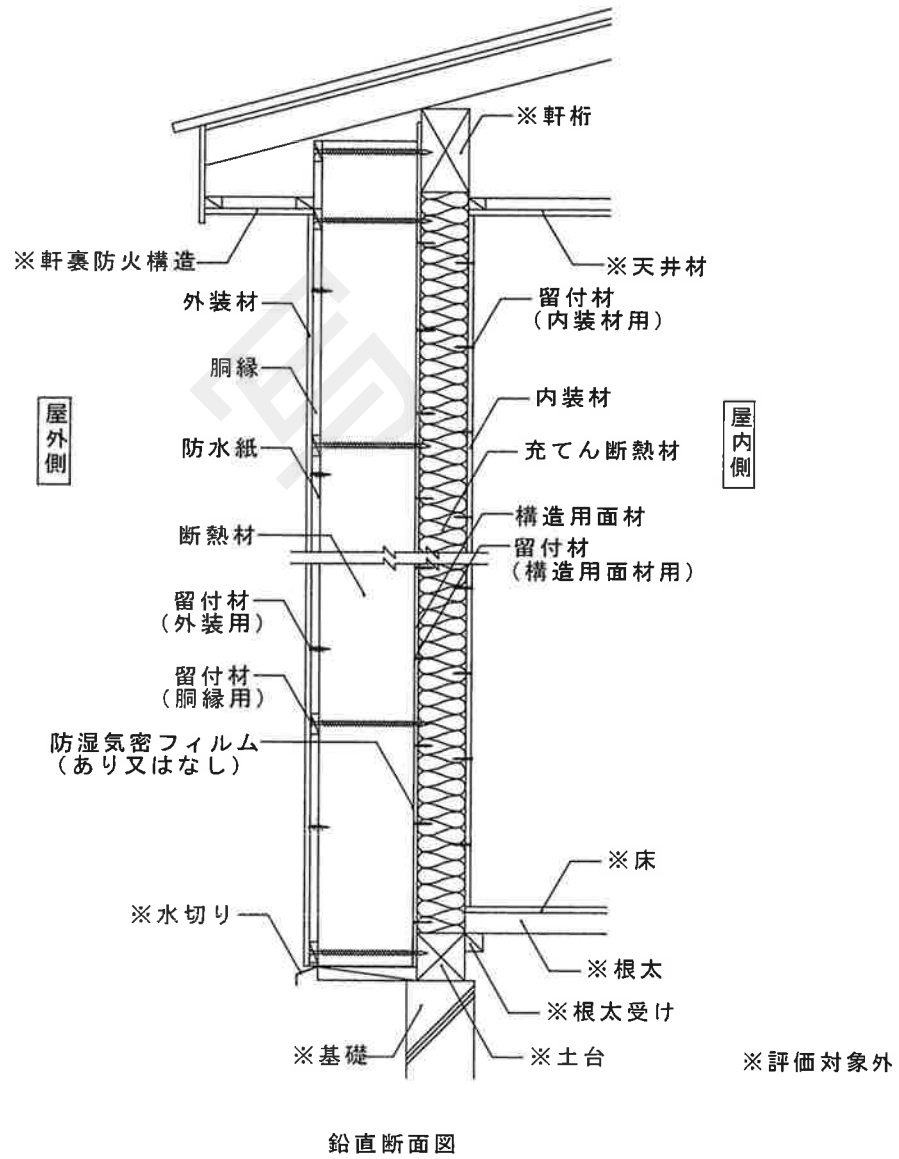 ※軒桁
※軒裏防火構造
※天井材
外装材
留付材
(内装材用)
胴縁
内装材
屋外側
屋内側
防水紙
充てん断熱材
構造用面材
断熱材
留付材
(構造用面材用)
留付材
(外装用)
留付材
(胴縁用)
防湿気密フィルム
(あり又はなし)
※床
※水切り
※根太
※根太受け
※基礎
※土台
※評価対象外
鉛直断面図
写